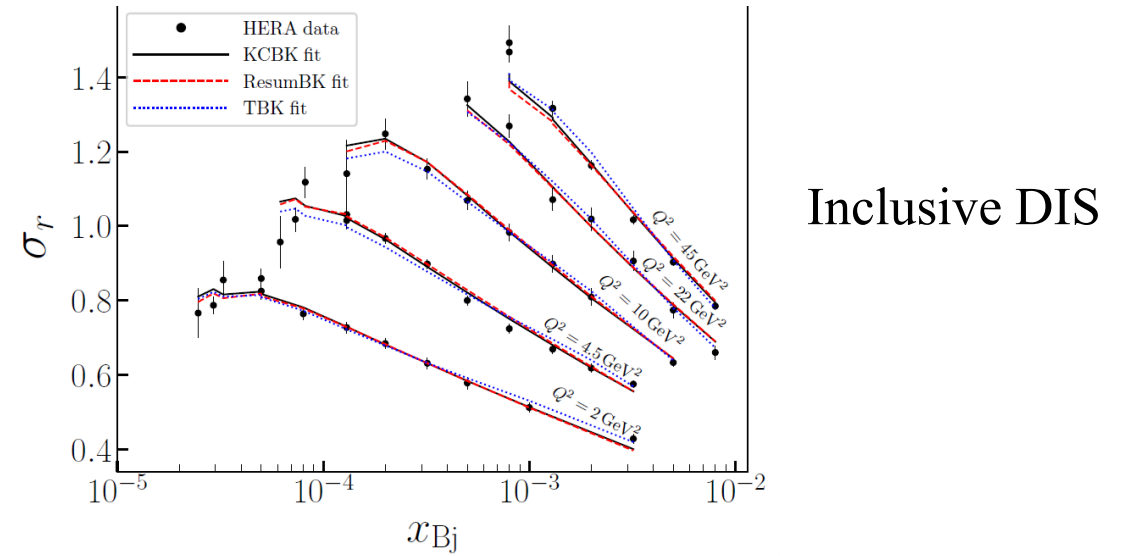 HERA data
KCBK fit
ResumBK fit
TBK fit
1.4
1.2
1.0
0.8
0.6
0.4
σr
10⁻⁵
10⁻⁴
10⁻³
10⁻²
xBj
Q² = 45 GeV²
Q² = 22 GeV²
Q² = 10 GeV²
Q² = 4.5 GeV²
Q² = 2 GeV²
Inclusive DIS